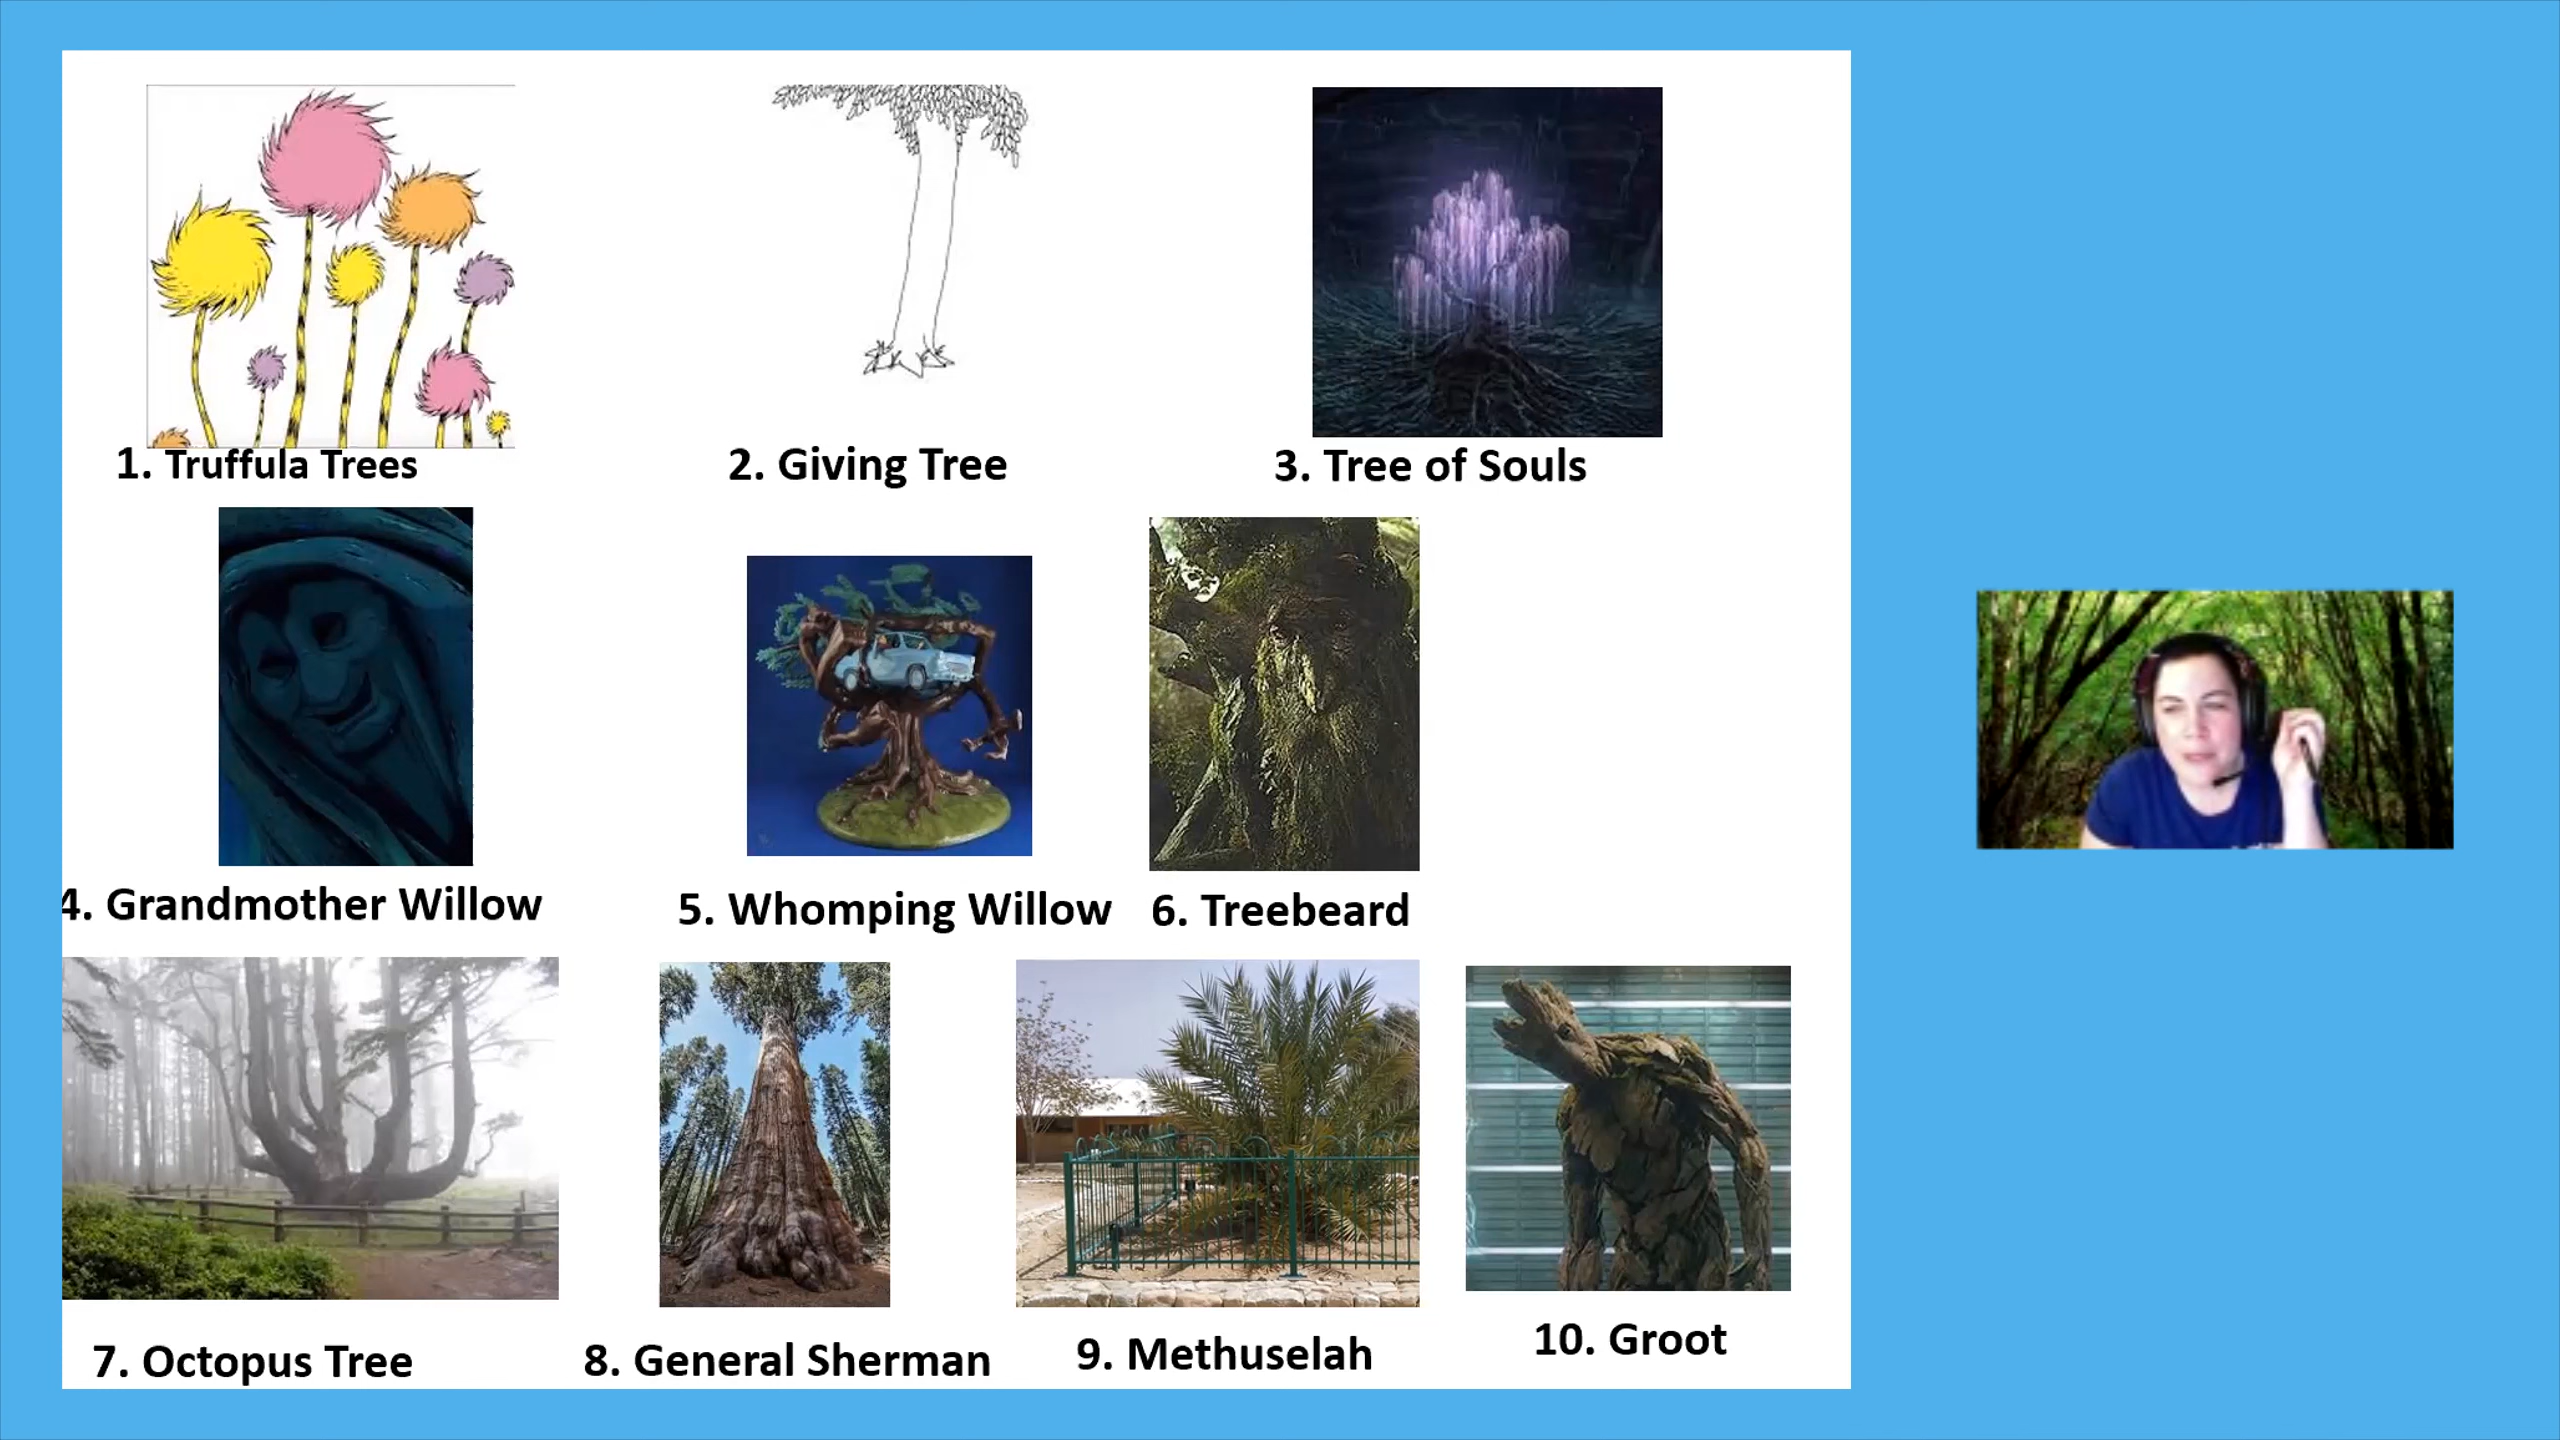 1. Truffula Trees
2. Giving Tree
3. Tree of Souls
4. Grandmother Willow
5. Whomping Willow
6. Treebeard
7. Octopus Tree
8. General Sherman
9. Methuselah
10. Groot